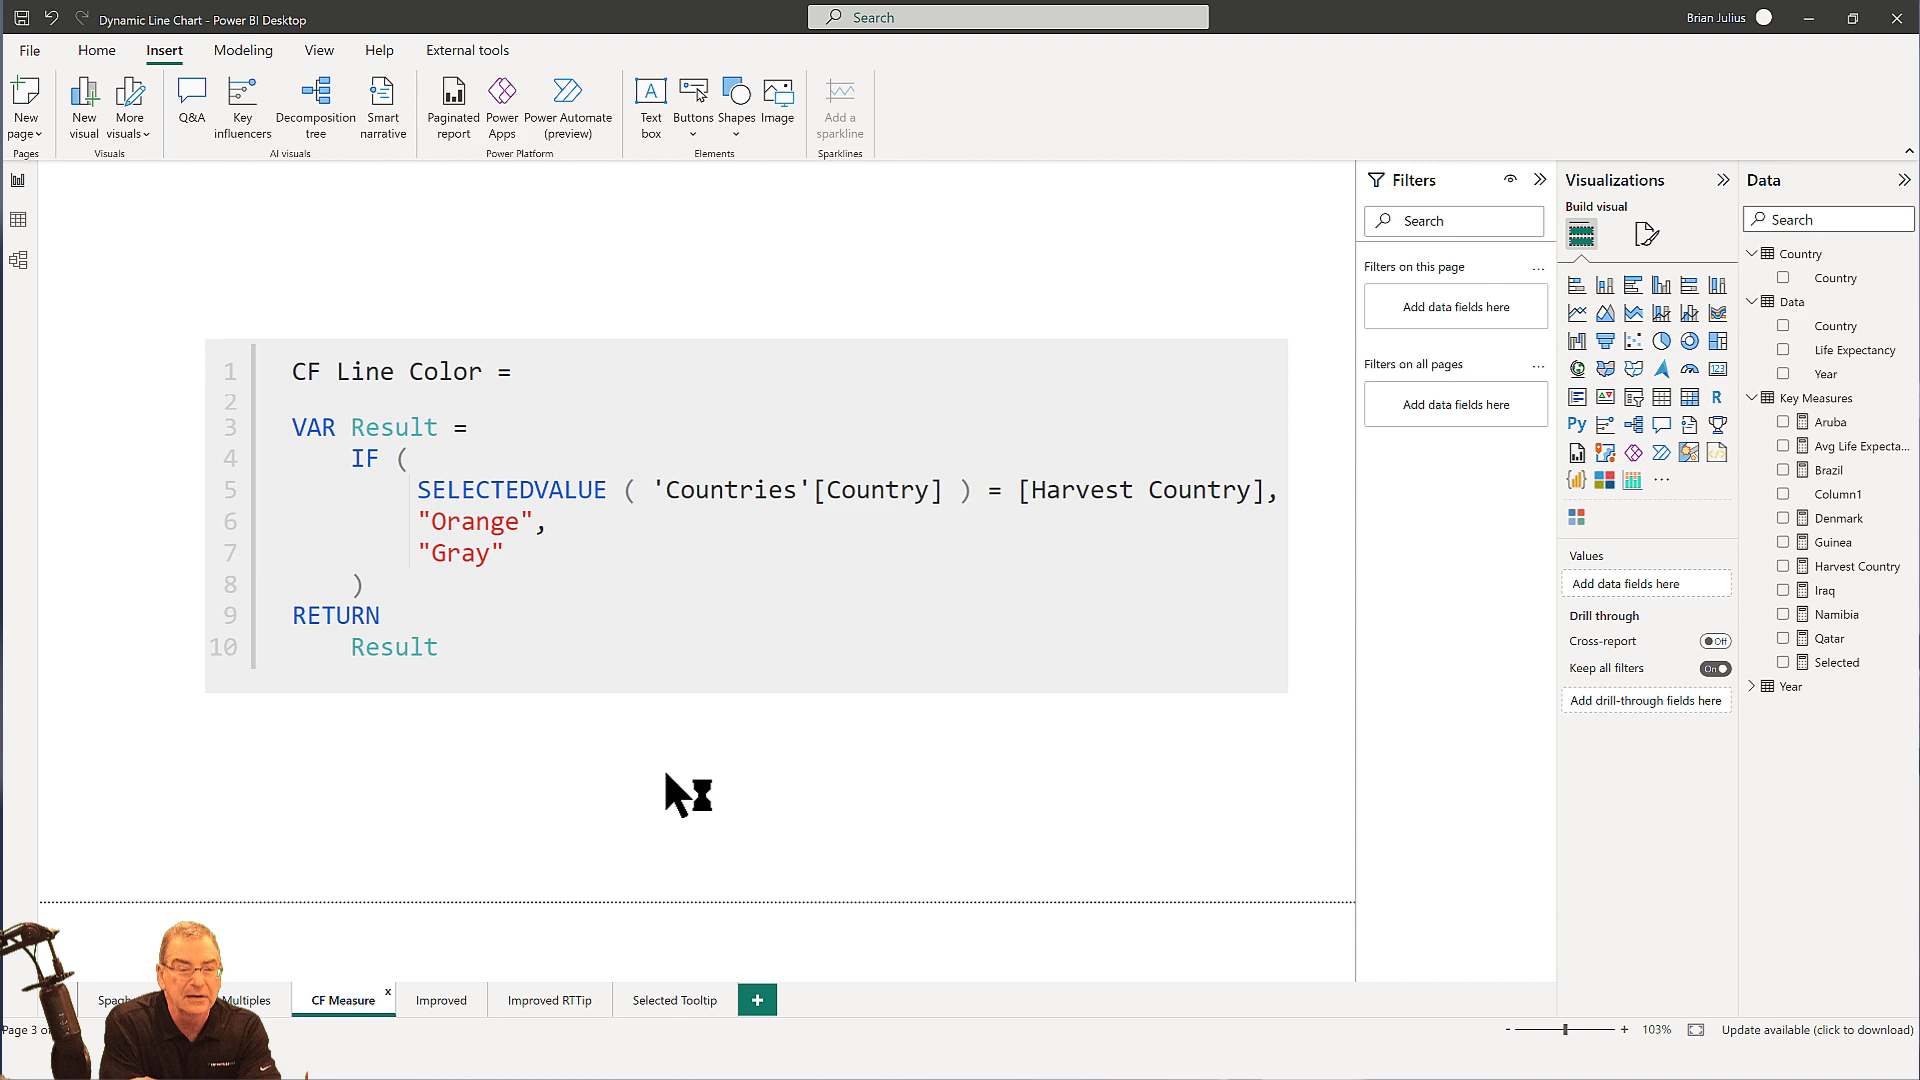 Dynamic Line Chart - Power BI Desktop
Search
Brian Julius
File
Home
Insert
Modeling
View
Help
External tools
New page
New visual
More visuals
Q&A
Key influencers
Decomposition tree
Smart narrative
Paginated report
Power Apps
Power Automate (preview)
Text box
Buttons
Shapes
Image
Add a sparkline
Pages
Visuals
AI visuals
Power Platform
Elements
Sparklines
1 CF Line Color =
2
3 VAR Result =
4 IF (
5 SELECTEDVALUE ( 'Countries'[Country] ) = [Harvest Country],
6 "Orange",
7 "Gray"
8 )
9 RETURN
10 Result
Filters
Search
Filters on this page
...
Add data fields here
Filters on all pages
...
Add data fields here
Visualizations
Build visual
123
R
Py
...
Values
Add data fields here
Drill through
Cross-report
Off
Keep all filters
On
Add drill-through fields here
Data
Search
Country
Country
Data
Country
Life Expectancy
Year
Key Measures
Aruba
Avg Life Expecta...
Brazil
Column1
Denmark
Guinea
Harvest Country
Iraq
Namibia
Qatar
Selected
Year
Multiples
CF Measure
x
Improved
Improved RTTip
Selected Tooltip
+
Page 3
- + 103%
Update available (click to download)